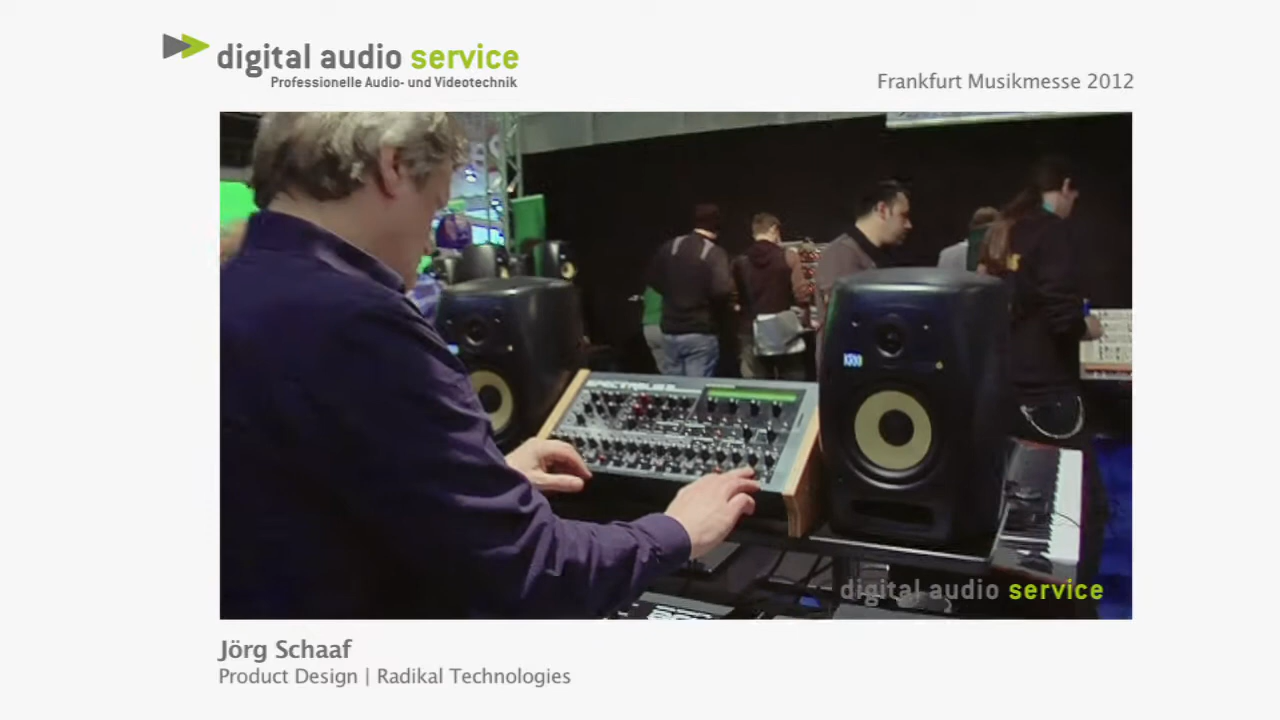 digital audio service
Professionelle Audio- und Videotechnik
Frankfurt Musikmesse 2012
KRK
digital audio service
Jörg Schaaf
Product Design | Radikal Technologies